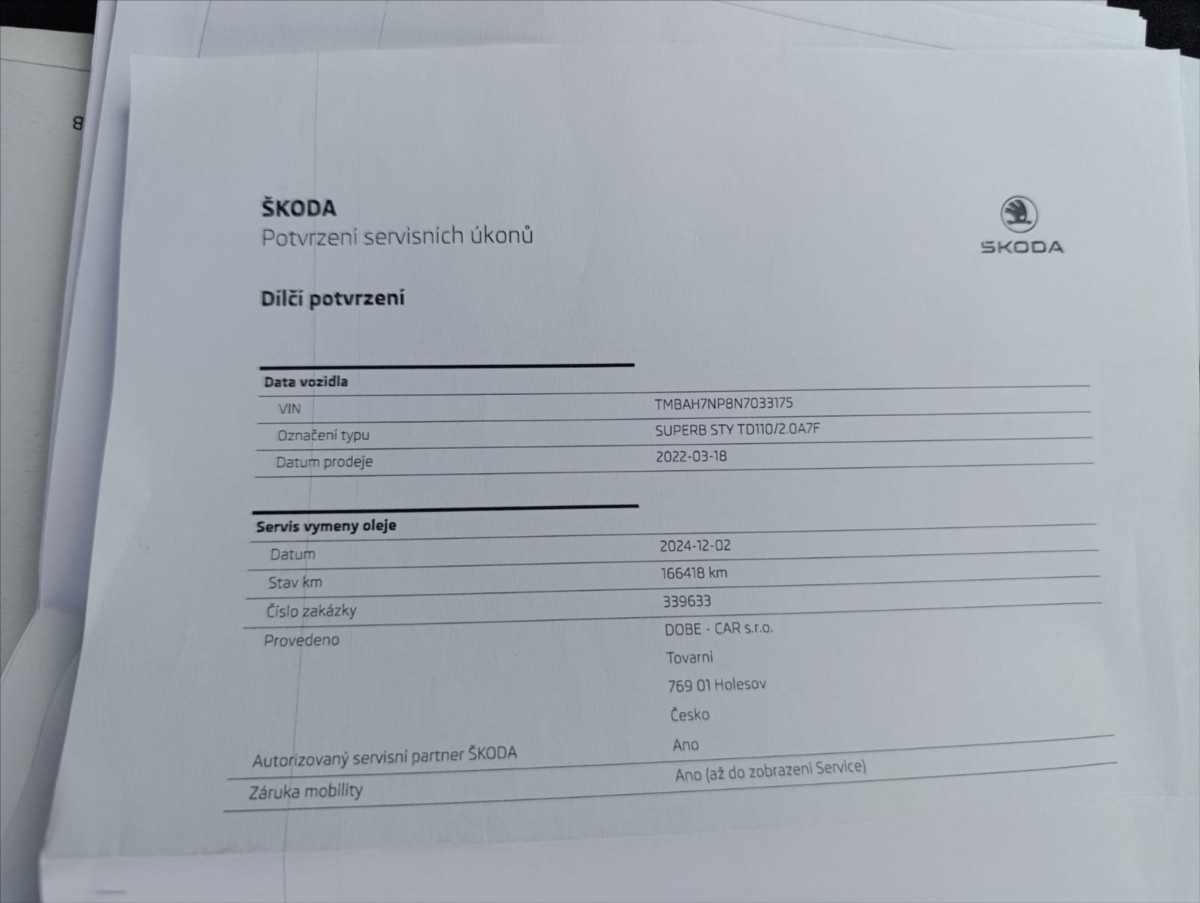 8
ŠKODA
Potvrzení servisních úkonů
ŠKODA
Dílčí potvrzení
Data vozidla
VIN TMBAH7NP8N7033175
Označení typu SUPERB STY TD110/2.0A7F
Datum prodeje 2022-03-18
Servis vymeny oleje
Datum 2024-12-02
Stav km 166418 km
Číslo zakázky 339633
Provedeno DOBE - CAR s.r.o.
Tovarni
769 01 Holesov
Česko
Autorizovaný servisní partner ŠKODA Ano
Záruka mobility Ano (až do zobrazení Service)